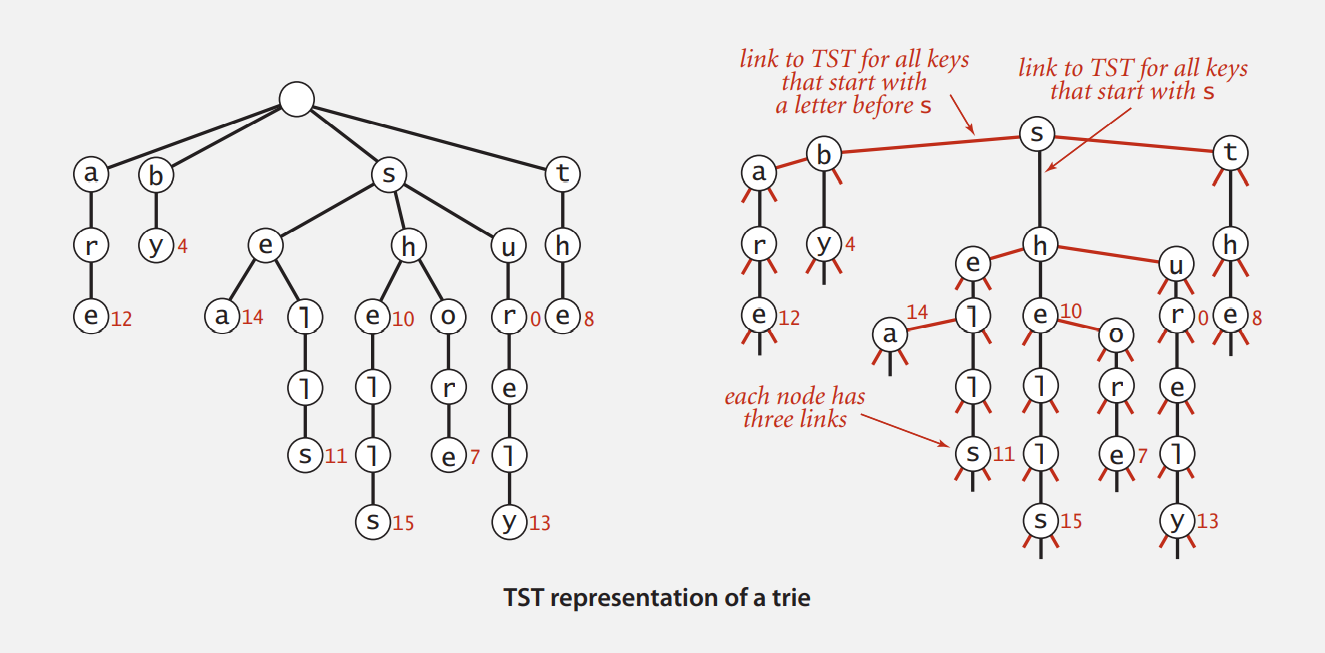 link to TST for all keys
that start with
a letter before s
link to TST for all keys
that start with s
a
b
s
t
r
y 4
e
h
u
h
e 12
a 14
l
e 10
o
r 0
e 8
l
l
r
e
s 11
l
e 7
l
s 15
y 13
s
b
t
a
r
y 4
h
e
u
h
e 12
14
a
l
e 10
o
r 0
e 8
each node has
three links
l
l
r
e
s 11
l
e 7
l
s 15
y 13
TST representation of a trie